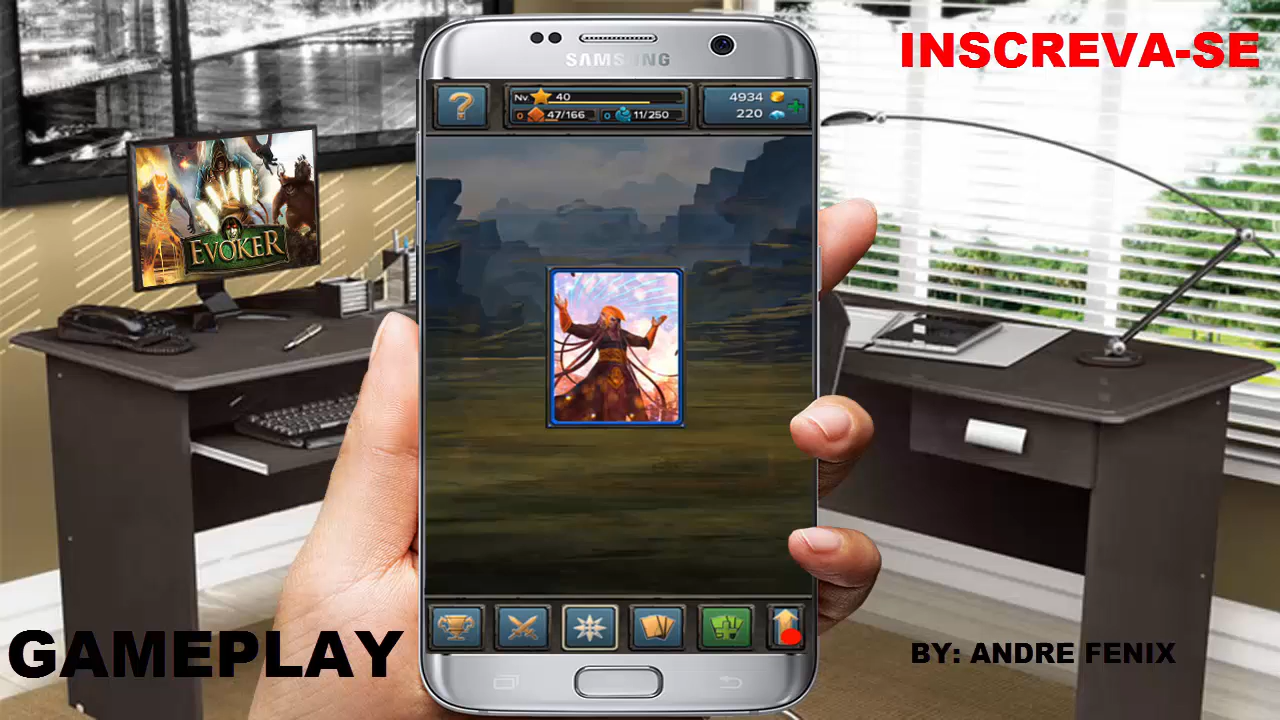 INSCREVA-SE
SAMSUNG
?
Nv. 40
0 47/166 0 11/250
4934
220
EVOKER
GAMEPLAY
BY: ANDRE FENIX